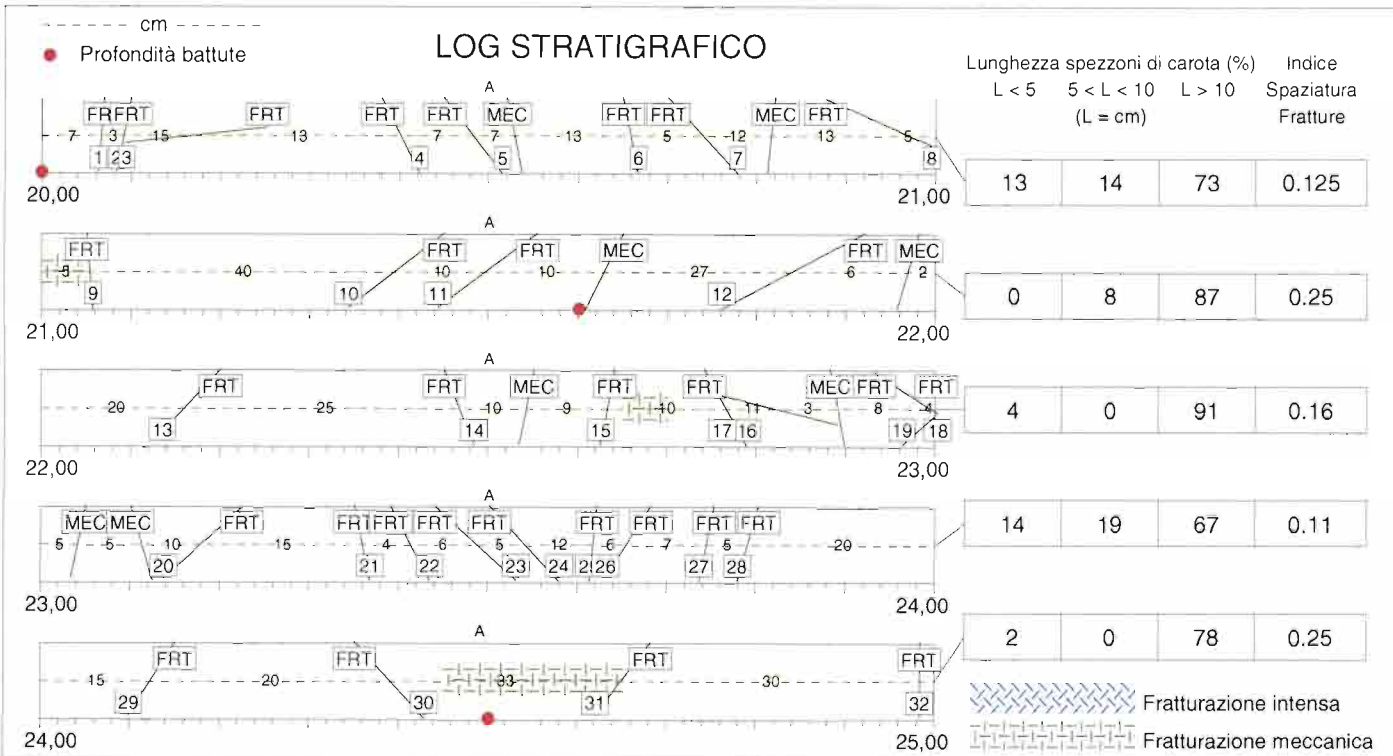 cm
Profondità battute
LOG STRATIGRAFICO
Lunghezza spezzoni di carota (%)
L < 5
5 < L < 10
L > 10
(L = cm)
Indice
Spaziatura
Fratture
A
FRT FRT FRT FRT FRT MEC FRT FRT MEC FRT
7 3 15 13 7 7 13 5 12 13 5
1 2 3 4 5 6 7 8
20,00 21,00
13 14 73 0.125
A
FRT FRT FRT MEC FRT MEC
5 40 10 10 27 6 2
9 10 11 12
21,00 22,00
0 8 87 0.25
A
FRT FRT MEC FRT FRT MEC FRT FRT
20 25 10 9 10 11 3 8 4
13 14 15 17 16 19 18
22,00 23,00
4 0 91 0.16
A
MEC MEC FRT FRT FRT FRT FRT FRT FRT FRT FRT
5 5 10 15 4 6 5 12 6 7 5 20
20 21 22 23 24 25 26 27 28
23,00 24,00
14 19 67 0.11
A
FRT FRT FRT FRT
15 20 33 30
29 30 31 32
24,00 25,00
2 0 78 0.25
Fratturazione intensa
Fratturazione meccanica